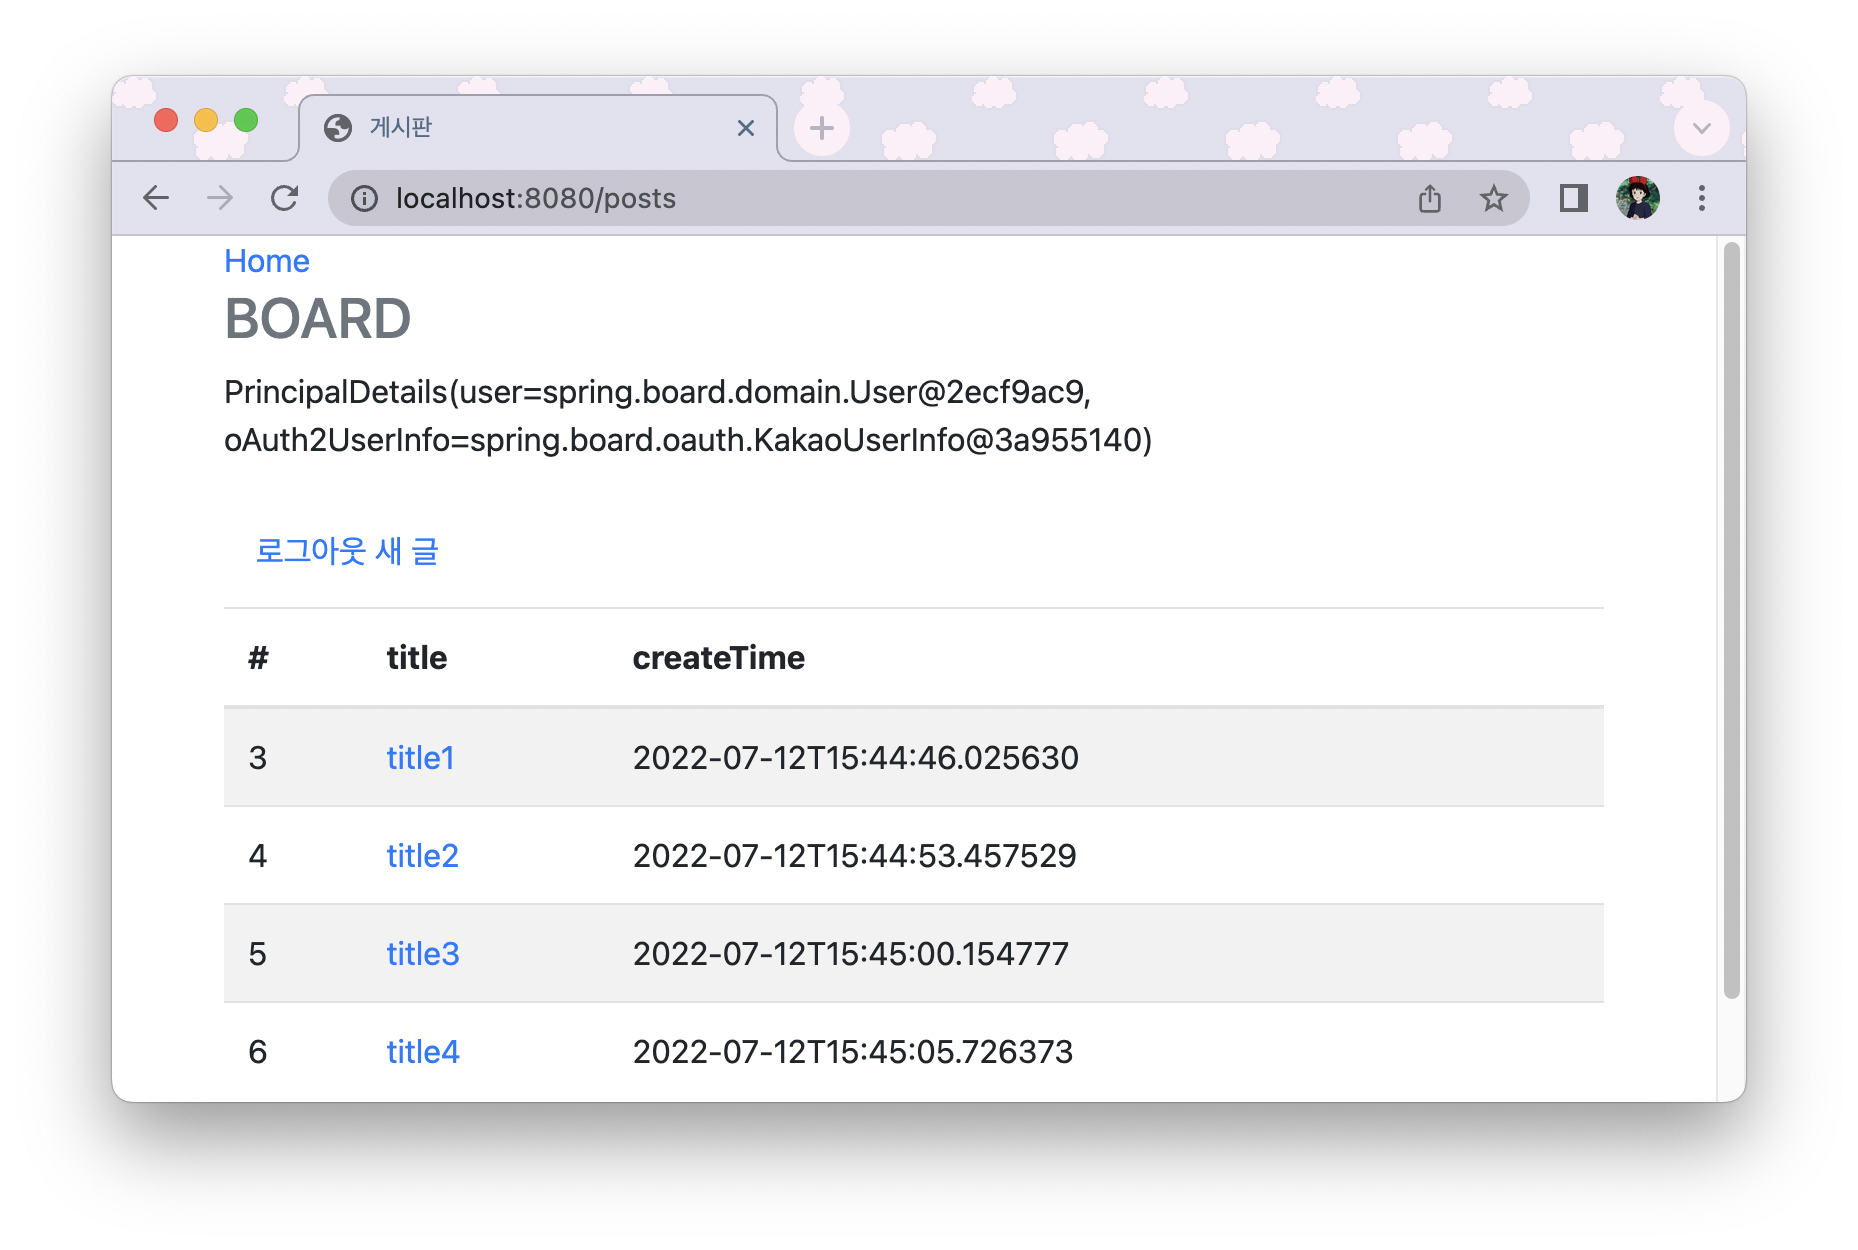 게시판
localhost:8080/posts
Home
BOARD
PrincipalDetails(user=spring.board.domain.User@2ecf9ac9,
oAuth2UserInfo=spring.board.oauth.KakaoUserInfo@3a955140)
로그아웃 새 글
# title createTime
3 title1 2022-07-12T15:44:46.025630
4 title2 2022-07-12T15:44:53.457529
5 title3 2022-07-12T15:45:00.154777
6 title4 2022-07-12T15:45:05.726373